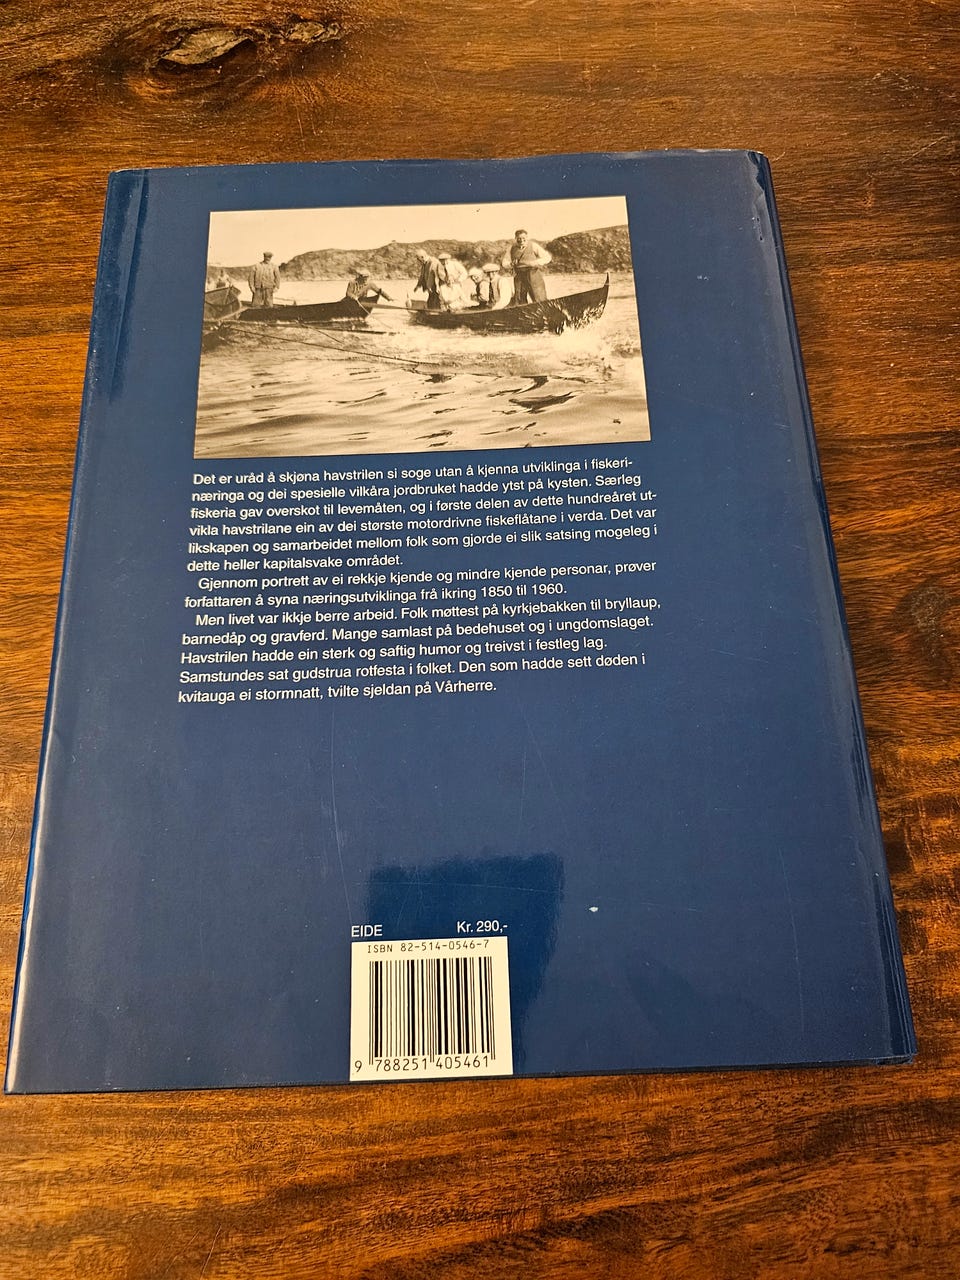 Det er uråd å skjøna havstrilen si soge utan å kjenna utviklinga i fiskeri-
næringa og dei spesielle vilkåra jordbruket hadde ytst på kysten. Særleg
fiskeria gav overskot til levemåten, og i første delen av dette hundreåret ut-
vikla havstrilane ein av dei største motordrivne fiskeflåtane i verda. Det var
likskapen og samarbeidet mellom folk som gjorde ei slik satsing mogeleg i
dette heller kapitalsvake området.
Gjennom portrett av ei rekkje kjende og mindre kjende personar, prøver
forfattaren å syna næringsutviklinga frå ikring 1850 til 1960.
Men livet var ikkje berre arbeid. Folk møttest på kyrkjebakken til bryllaup,
barnedåp og gravferd. Mange samlast på bedehuset og i ungdomslaget.
Havstrilen hadde ein sterk og saftig humor og treivst i festleg lag.
Samstundes sat gudstrua rotfesta i folket. Den som hadde sett døden i
kvitauga ei stormnatt, tvilte sjeldan på Vårherre.
EIDE Kr. 290,-
ISBN 82-514-0546-7
9 788251 405461